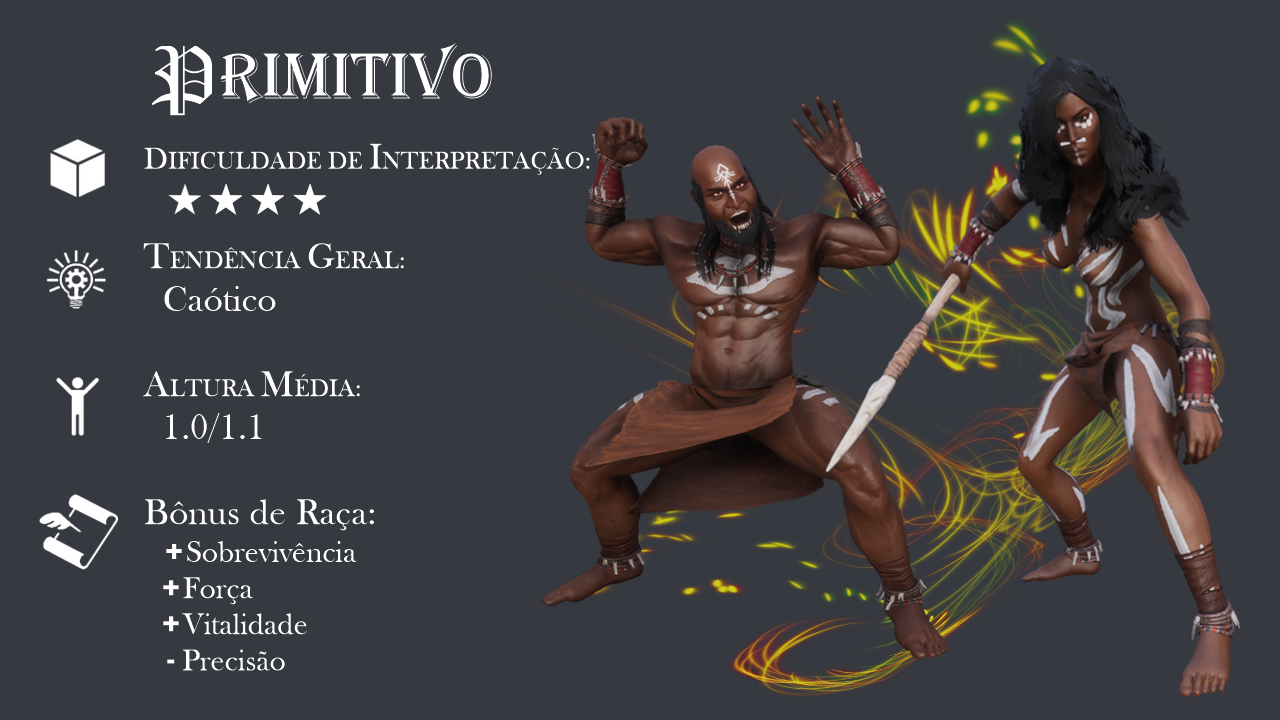 Primitivo
Dificuldade de Interpretação:
★★★★
Tendência Geral:
Caótico
Altura Média:
1.0/1.1
Bônus de Raça:
+Sobrevivência
+Força
+Vitalidade
- Precisão